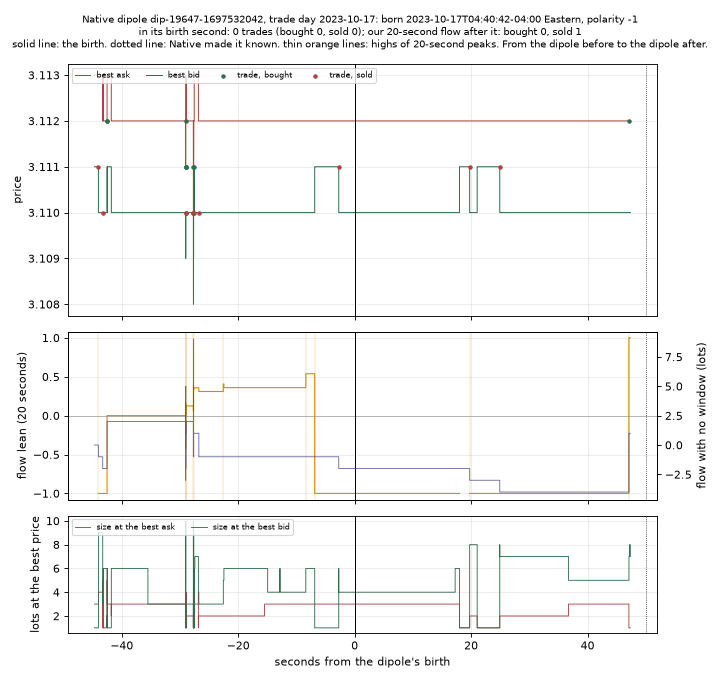 Native dipole dip-19647-1697532042, trade day 2023-10-17: born 2023-10-17T04:40:42-04:00 Eastern, polarity -1
in its birth second: 0 trades (bought 0, sold 0); our 20-second flow after it: bought 0, sold 1
solid line: the birth. dotted line: Native made it known. thin orange lines: highs of 20-second peaks. From the dipole before to the dipole after.
best ask
best bid
trade, bought
trade, sold
3.113
3.112
3.111
3.110
3.109
3.108
price
1.0
0.5
0.0
−0.5
−1.0
flow lean (20 seconds)
7.5
5.0
2.5
0.0
−2.5
flow with no window (lots)
size at the best ask
size at the best bid
10
8
6
4
2
lots at the best price
−40
−20
0
20
40
seconds from the dipole's birth